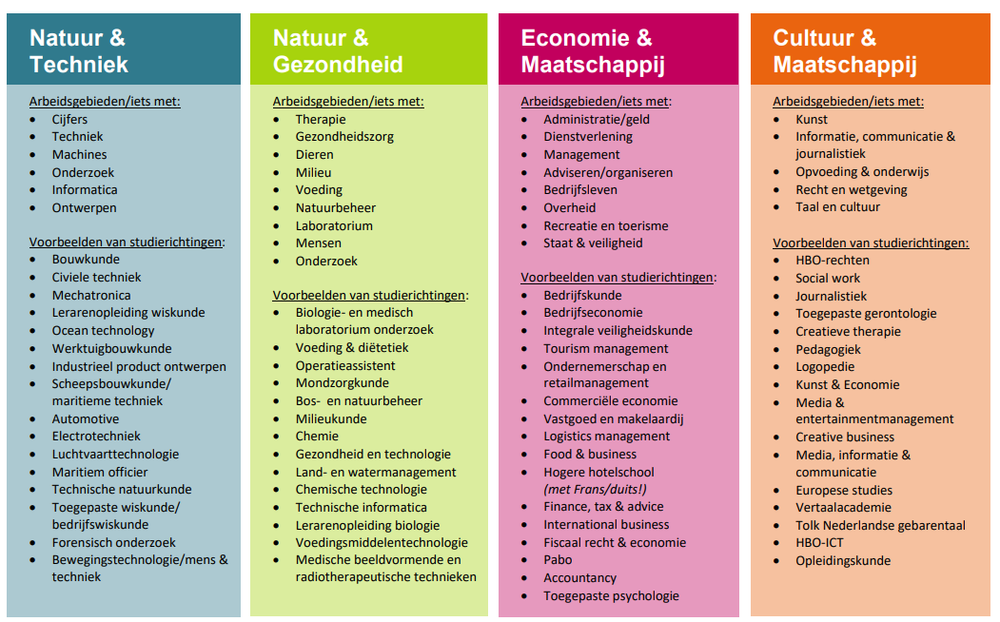 Natuur &
Techniek
Arbeidsgebieden/iets met:
• Cijfers
• Techniek
• Machines
• Onderzoek
• Informatica
• Ontwerpen
Voorbeelden van studierichtingen:
• Bouwkunde
• Civiele techniek
• Mechatronica
• Lerarenopleiding wiskunde
• Ocean technology
• Werktuigbouwkunde
• Industrieel product ontwerpen
• Scheepsbouwkunde/
maritieme techniek
• Automotive
• Electrotechniek
• Luchtvaarttechnologie
• Maritiem officier
• Technische natuurkunde
• Toegepaste wiskunde/
bedrijfswiskunde
• Forensisch onderzoek
• Bewegingstechnologie/mens &
techniek
Natuur &
Gezondheid
Arbeidsgebieden/iets met:
• Therapie
• Gezondheidszorg
• Dieren
• Milieu
• Voeding
• Natuurbeheer
• Laboratorium
• Mensen
• Onderzoek
Voorbeelden van studierichtingen:
• Biologie- en medisch
laboratorium onderzoek
• Voeding & diëtetiek
• Operatieassistent
• Mondzorgkunde
• Bos- en natuurbeheer
• Milieukunde
• Chemie
• Gezondheid en technologie
• Land- en watermanagement
• Chemische technologie
• Technische informatica
• Lerarenopleiding biologie
• Voedingsmiddelentechnologie
• Medische beeldvormende en
radiotherapeutische technieken
Economie &
Maatschappij
Arbeidsgebieden/iets met:
• Administratie/geld
• Dienstverlening
• Management
• Adviseren/organiseren
• Bedrijfsleven
• Overheid
• Recreatie en toerisme
• Staat & veiligheid
Voorbeelden van studierichtingen:
• Bedrijfskunde
• Bedrijfseconomie
• Integrale veiligheidskunde
• Tourism management
• Ondernemerschap en
retailmanagement
• Commerciële economie
• Vastgoed en makelaardij
• Logistics management
• Food & business
• Hogere hotelschool
(met Frans/duits!)
• Finance, tax & advice
• International business
• Fiscaal recht & economie
• Pabo
• Accountancy
• Toegepaste psychologie
Cultuur &
Maatschappij
Arbeidsgebieden/iets met:
• Kunst
• Informatie, communicatie &
journalistiek
• Opvoeding & onderwijs
• Recht en wetgeving
• Taal en cultuur
Voorbeelden van studierichtingen:
• HBO-rechten
• Social work
• Journalistiek
• Toegepaste gerontologie
• Creatieve therapie
• Pedagogiek
• Logopedie
• Kunst & Economie
• Media &
entertainmentmanagement
• Creative business
• Media, informatie &
communicatie
• Europese studies
• Vertaalacademie
• Tolk Nederlandse gebarentaal
• HBO-ICT
• Opleidingskunde